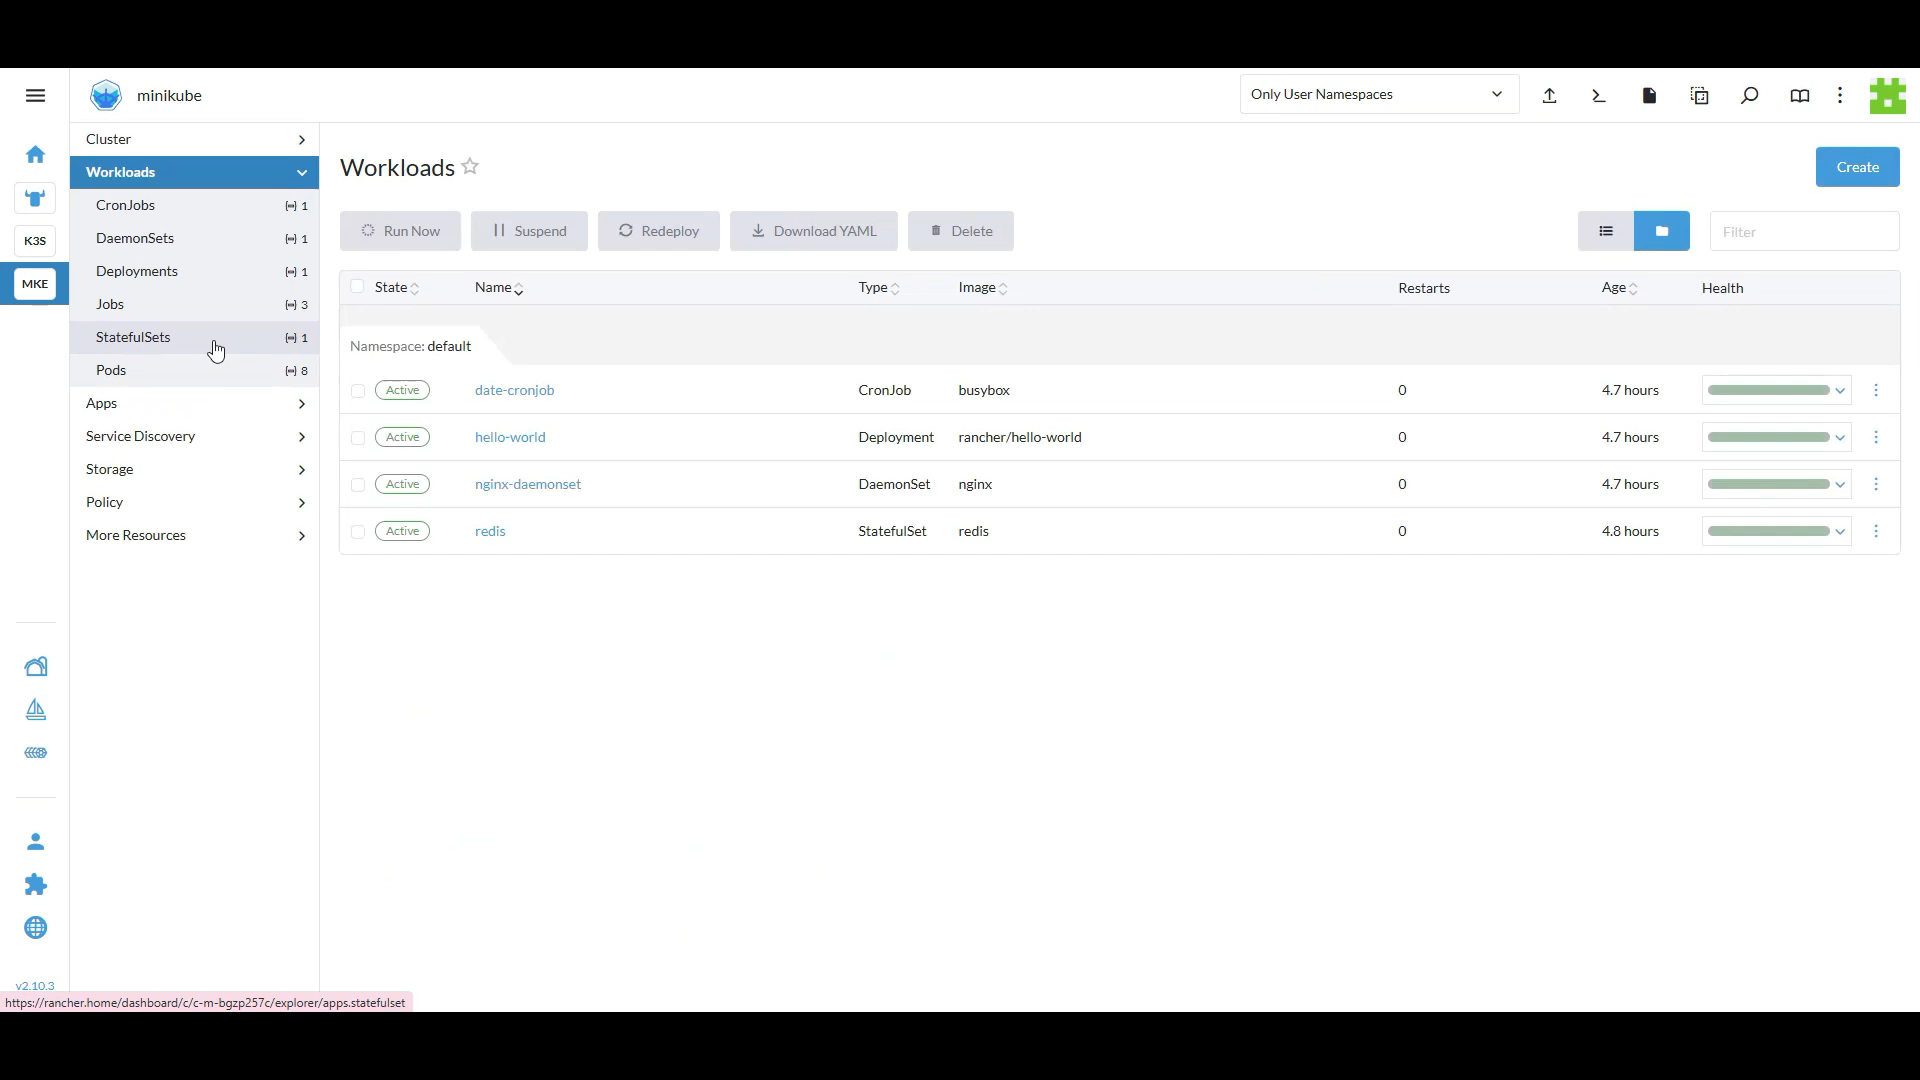 minikube
Only User Namespaces
Cluster
Workloads
CronJobs 1
DaemonSets 1
Deployments 1
Jobs 3
StatefulSets 1
Pods 8
Apps
Service Discovery
Storage
Policy
More Resources
K3S
MKE
v2.10.3
Workloads
Create
Run Now Suspend Redeploy Download YAML Delete
Filter
State Name Type Image Restarts Age Health
Namespace: default
Active date-cronjob CronJob busybox 0 4.7 hours
Active hello-world Deployment rancher/hello-world 0 4.7 hours
Active nginx-daemonset DaemonSet nginx 0 4.7 hours
Active redis StatefulSet redis 0 4.8 hours
https://rancher.home/dashboard/c/c-m-bgzp257c/explorer/apps.statefulset